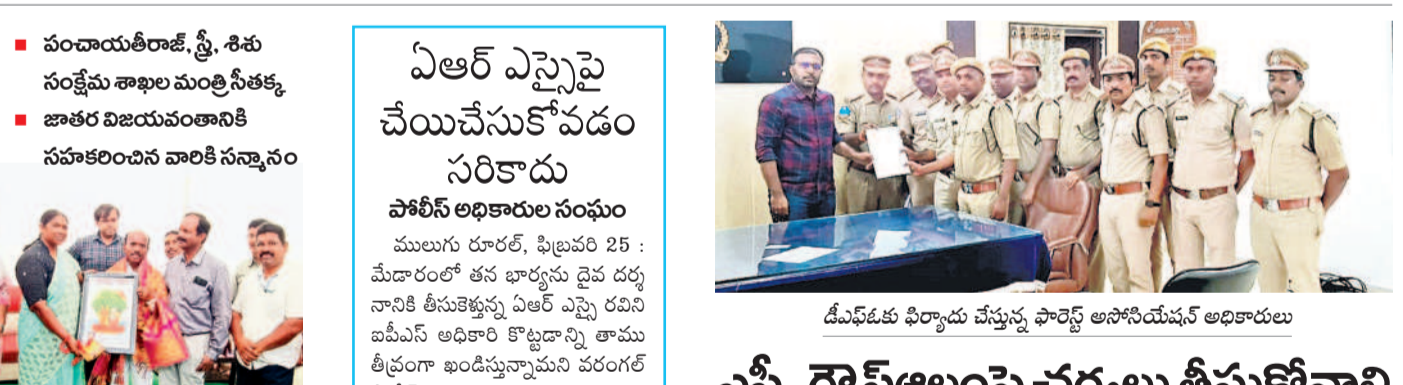 పంచాయతీరాజ్, స్త్రీ, శిశు
సంక్షేమ శాఖల మంత్రి సీతక్క
జాతర విజయవంతానికి
సహకరించిన వారికి సన్మానం
ఏఆర్ ఎస్సైపై
చేయిచేసుకోవడం
సరికాదు
పోలీస్ అధికారుల సంఘం
ములుగు రూరల్, ఫిబ్రవరి 25 :
మేడారంలో తన భార్యను దైవ దర్శ
నానికి తీసుకెళ్తున్న ఏఆర్ ఎస్సై రవిని
ఐపీఎస్ అధికారి కొట్టడాన్ని తాము
తీవ్రంగా ఖండిస్తున్నామని వరంగల్
డీఎఫ్ఓకు ఫిర్యాదు చేస్తున్న ఫారెస్ట్ అసోసియేషన్ అధికారులు